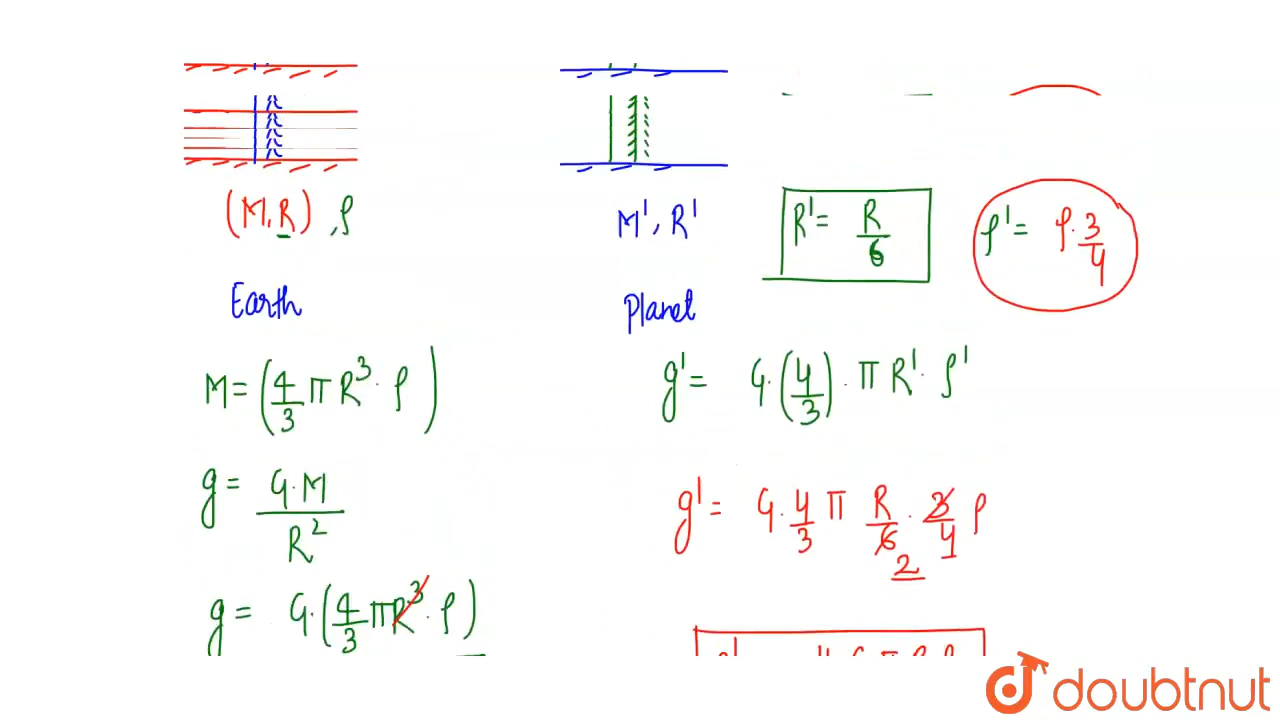 (M, R), ρ
M', R'
R' = R/6
ρ' = ρ·3/4
Earth
Planet
M = (4/3 π R³· ρ)
g' = G·(4/3)·π R'· ρ'
g = G·M/R²
g' = G·4/3 π R/6 · 3/4 ρ
2
g = G·(4/3 πR³· ρ)
doubtnut